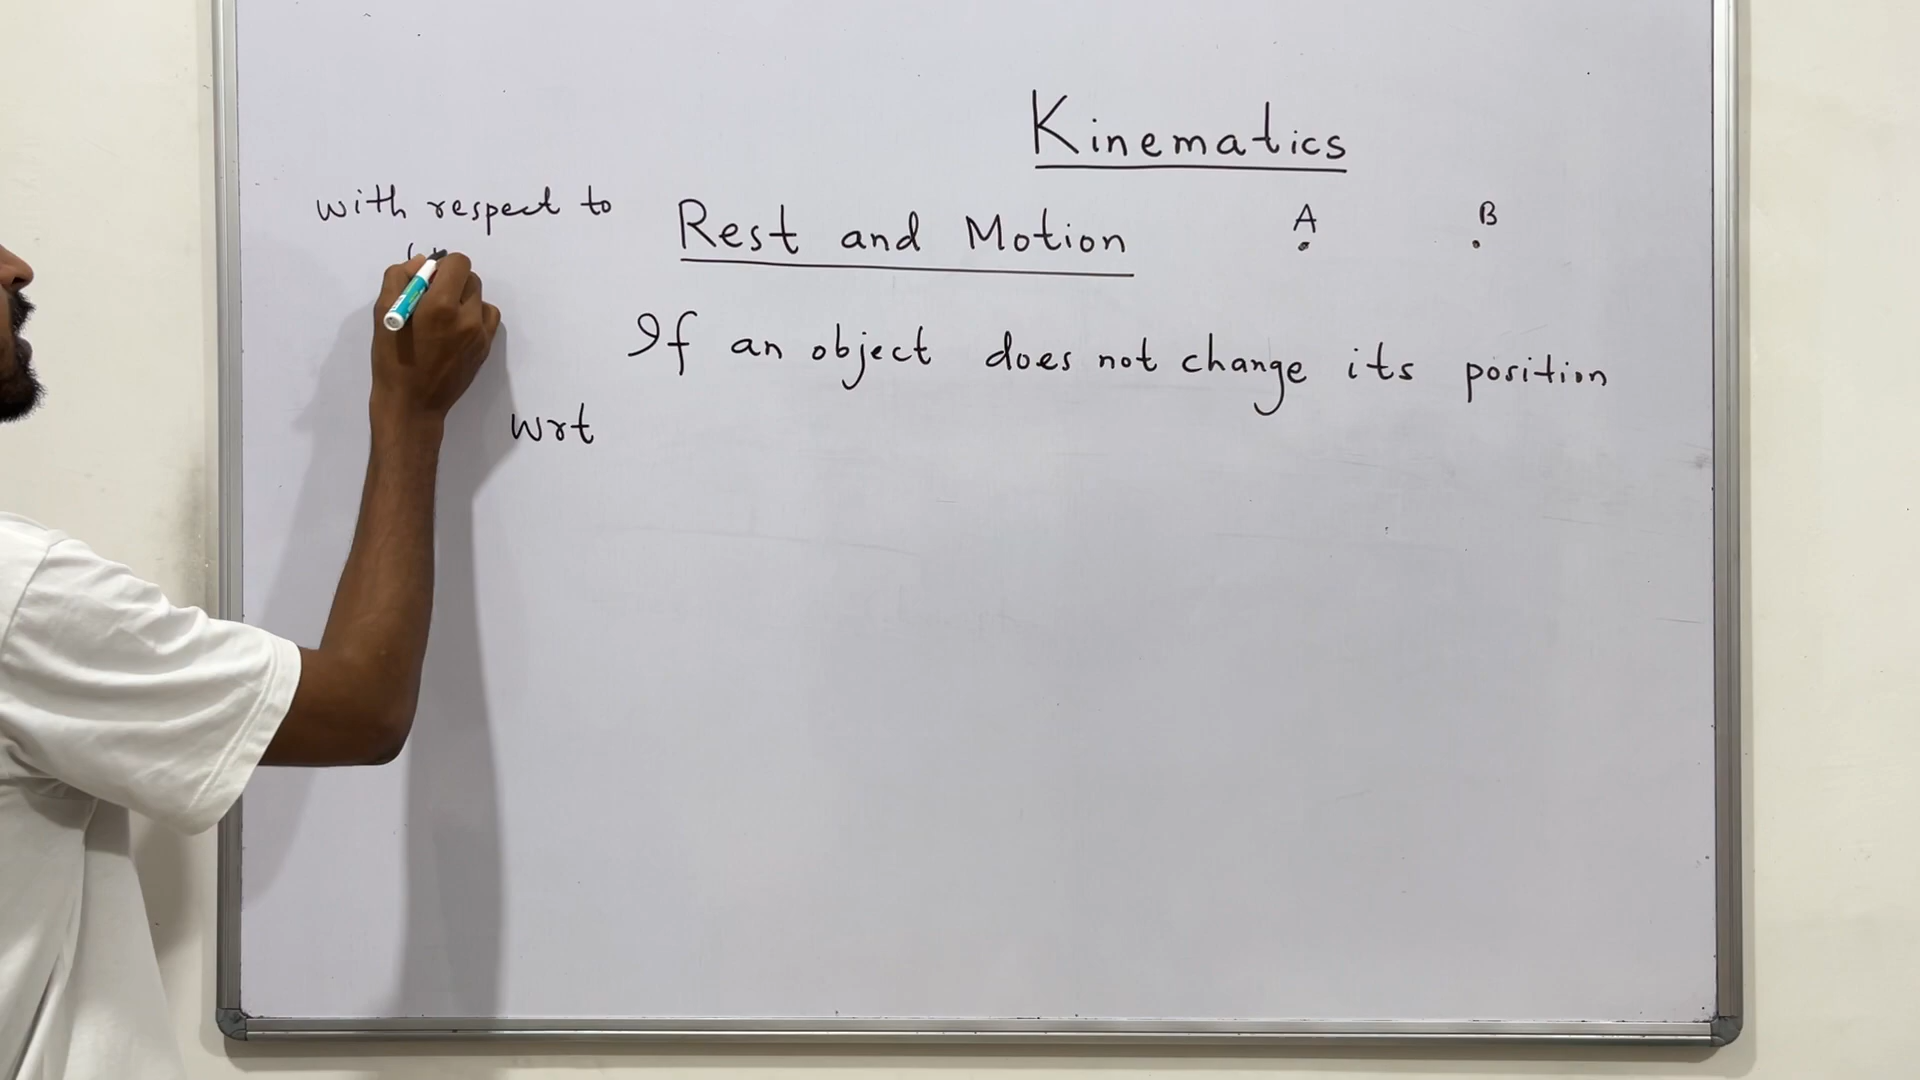 Kinematics
with respect to
Rest and Motion
A B
If an object does not change its position
wrt